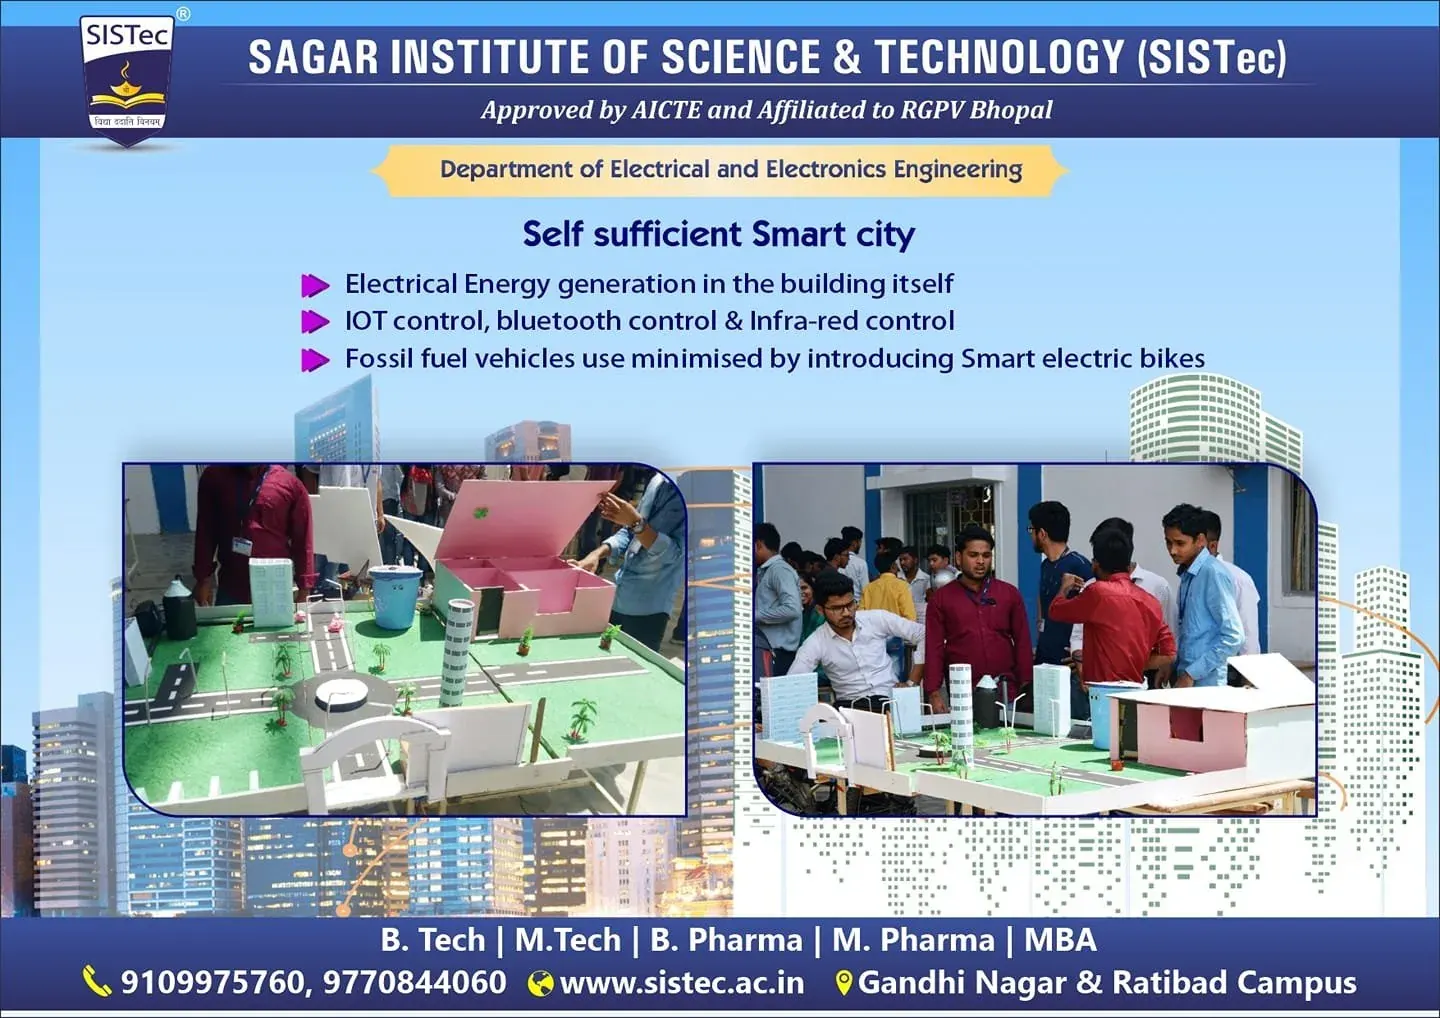 SISTec
®
विद्या ददाति विनयम्
SAGAR INSTITUTE OF SCIENCE & TECHNOLOGY (SISTec)
Approved by AICTE and Affiliated to RGPV Bhopal
Department of Electrical and Electronics Engineering
Self sufficient Smart city
Electrical Energy generation in the building itself
IOT control, bluetooth control & Infra-red control
Fossil fuel vehicles use minimised by introducing Smart electric bikes
B. Tech | M.Tech | B. Pharma | M. Pharma | MBA
9109975760, 9770844060 www.sistec.ac.in Gandhi Nagar & Ratibad Campus